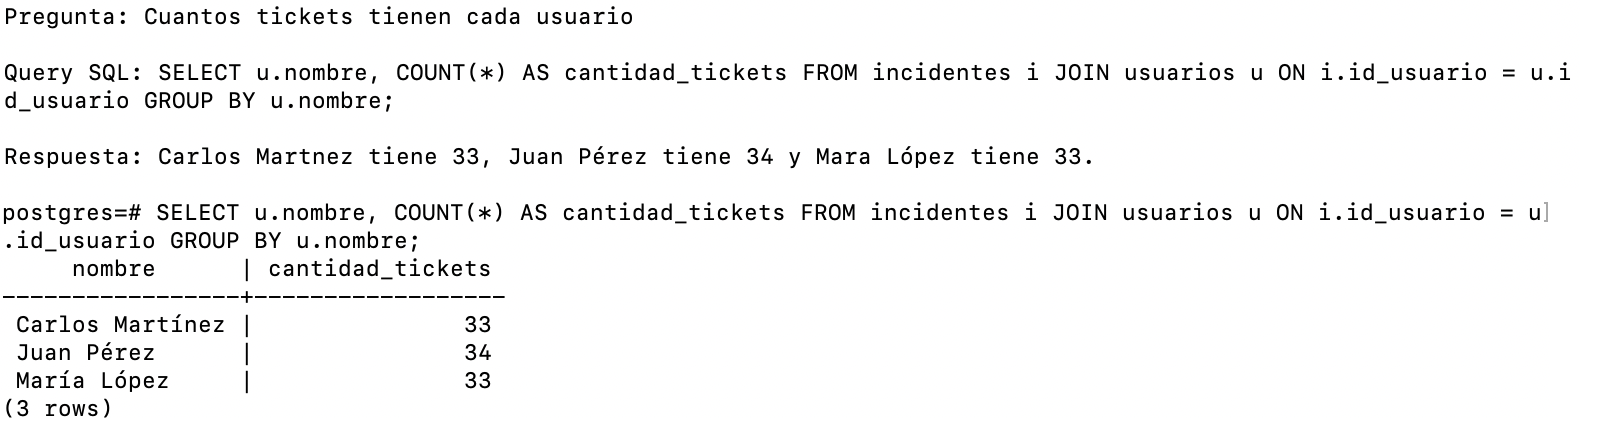 Pregunta: Cuantos tickets tienen cada usuario
Query SQL: SELECT u.nombre, COUNT(*) AS cantidad_tickets FROM incidentes i JOIN usuarios u ON i.id_usuario = u.i
d_usuario GROUP BY u.nombre;
Respuesta: Carlos Martnez tiene 33, Juan Pérez tiene 34 y Mara López tiene 33.
postgres=# SELECT u.nombre, COUNT(*) AS cantidad_tickets FROM incidentes i JOIN usuarios u ON i.id_usuario = u]
.id_usuario GROUP BY u.nombre;
     nombre      | cantidad_tickets
-----------------+------------------
 Carlos Martínez |               33
 Juan Pérez      |               34
 María López     |               33
(3 rows)